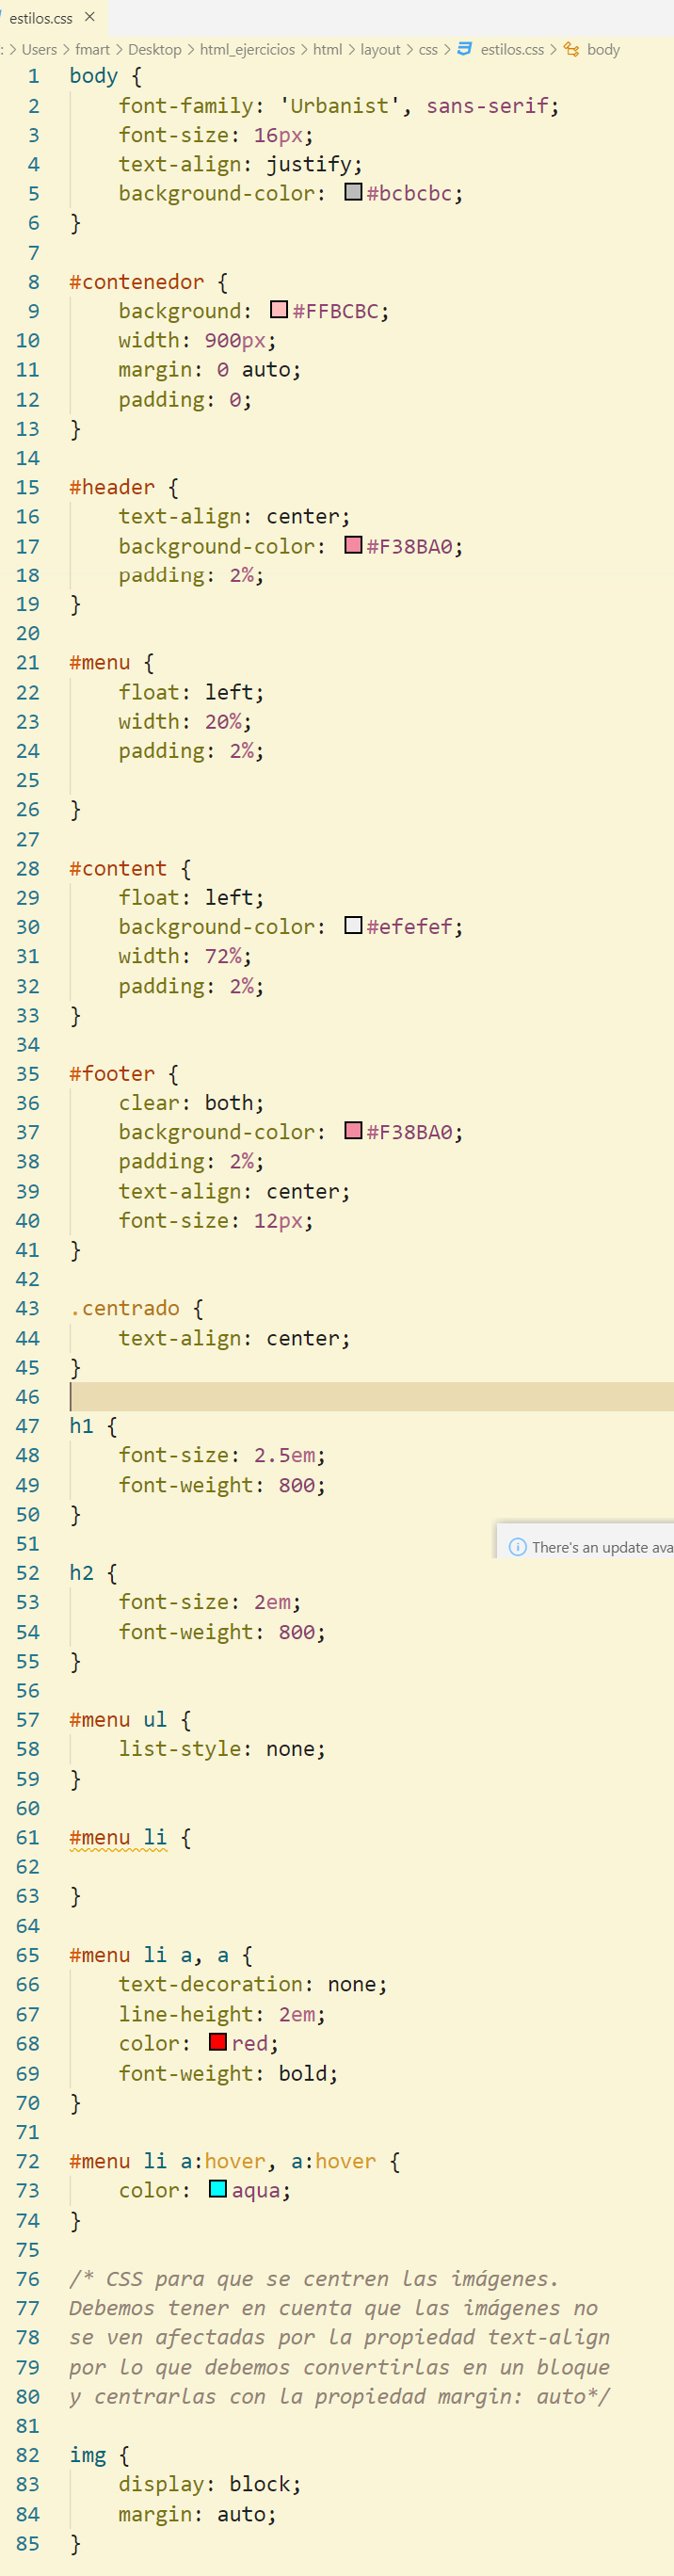 estilos.css ×
: > Users > fmart > Desktop > html_ejercicios > html > layout > css > estilos.css > body
1 body {
2 font-family: 'Urbanist', sans-serif;
3 font-size: 16px;
4 text-align: justify;
5 background-color: #bcbcbc;
6 }
7
8 #contenedor {
9 background: #FFBCBC;
10 width: 900px;
11 margin: 0 auto;
12 padding: 0;
13 }
14
15 #header {
16 text-align: center;
17 background-color: #F38BA0;
18 padding: 2%;
19 }
20
21 #menu {
22 float: left;
23 width: 20%;
24 padding: 2%;
25
26 }
27
28 #content {
29 float: left;
30 background-color: #efefef;
31 width: 72%;
32 padding: 2%;
33 }
34
35 #footer {
36 clear: both;
37 background-color: #F38BA0;
38 padding: 2%;
39 text-align: center;
40 font-size: 12px;
41 }
42
43 .centrado {
44 text-align: center;
45 }
46
47 h1 {
48 font-size: 2.5em;
49 font-weight: 800;
50 }
51
There's an update ava
52 h2 {
53 font-size: 2em;
54 font-weight: 800;
55 }
56
57 #menu ul {
58 list-style: none;
59 }
60
61 #menu li {
62
63 }
64
65 #menu li a, a {
66 text-decoration: none;
67 line-height: 2em;
68 color: red;
69 font-weight: bold;
70 }
71
72 #menu li a:hover, a:hover {
73 color: aqua;
74 }
75
76 /* CSS para que se centren las imágenes.
77 Debemos tener en cuenta que las imágenes no
78 se ven afectadas por la propiedad text-align
79 por lo que debemos convertirlas en un bloque
80 y centrarlas con la propiedad margin: auto*/
81
82 img {
83 display: block;
84 margin: auto;
85 }